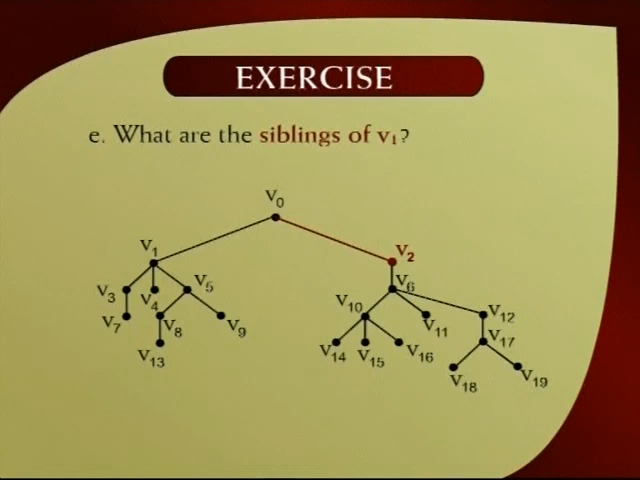 EXERCISE
e. What are the siblings of v₁?
v₀
v₁
v₂
v₃
v₄
v₅
v₆
v₇
v₈
v₉
v₁₀
v₁₁
v₁₂
v₁₃
v₁₄
v₁₅
v₁₆
v₁₇
v₁₈
v₁₉